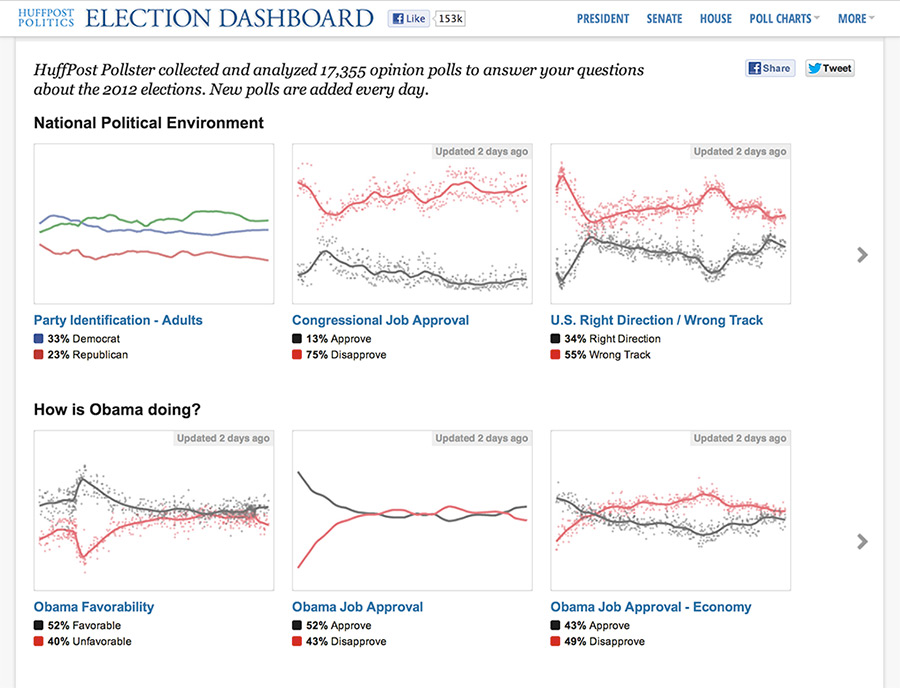 HUFFPOST
POLITICS
ELECTION DASHBOARD
Like
153k
PRESIDENT SENATE HOUSE POLL CHARTS MORE
HuffPost Pollster collected and analyzed 17,355 opinion polls to answer your questions
about the 2012 elections. New polls are added every day.
Share
Tweet
National Political Environment
Updated 2 days ago
Updated 2 days ago
Party Identification - Adults
33% Democrat
23% Republican
Congressional Job Approval
13% Approve
75% Disapprove
U.S. Right Direction / Wrong Track
34% Right Direction
55% Wrong Track
How is Obama doing?
Updated 2 days ago
Updated 2 days ago
Updated 2 days ago
Obama Favorability
52% Favorable
40% Unfavorable
Obama Job Approval
52% Approve
43% Disapprove
Obama Job Approval - Economy
43% Approve
49% Disapprove